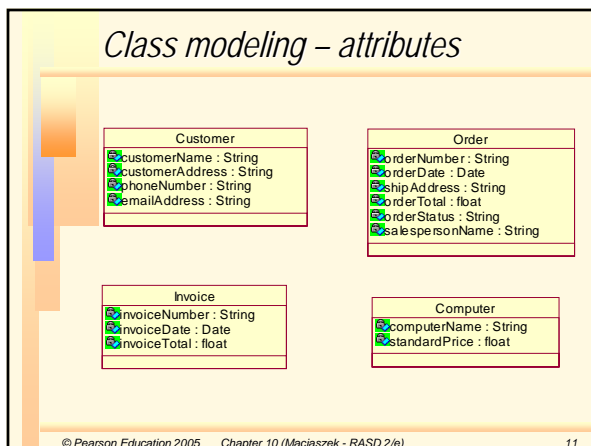 Class modeling – attributes
Customer
customerName : String
customerAddress : String
phoneNumber : String
emailAddress : String
Order
orderNumber : String
orderDate : Date
shipAddress : String
orderTotal : float
orderStatus : String
salespersonName : String
Invoice
invoiceNumber : String
invoiceDate : Date
invoiceTotal : float
Computer
computerName : String
standardPrice : float
© Pearson Education 2005 Chapter 10 (Maciaszek - RASD 2/e) 11